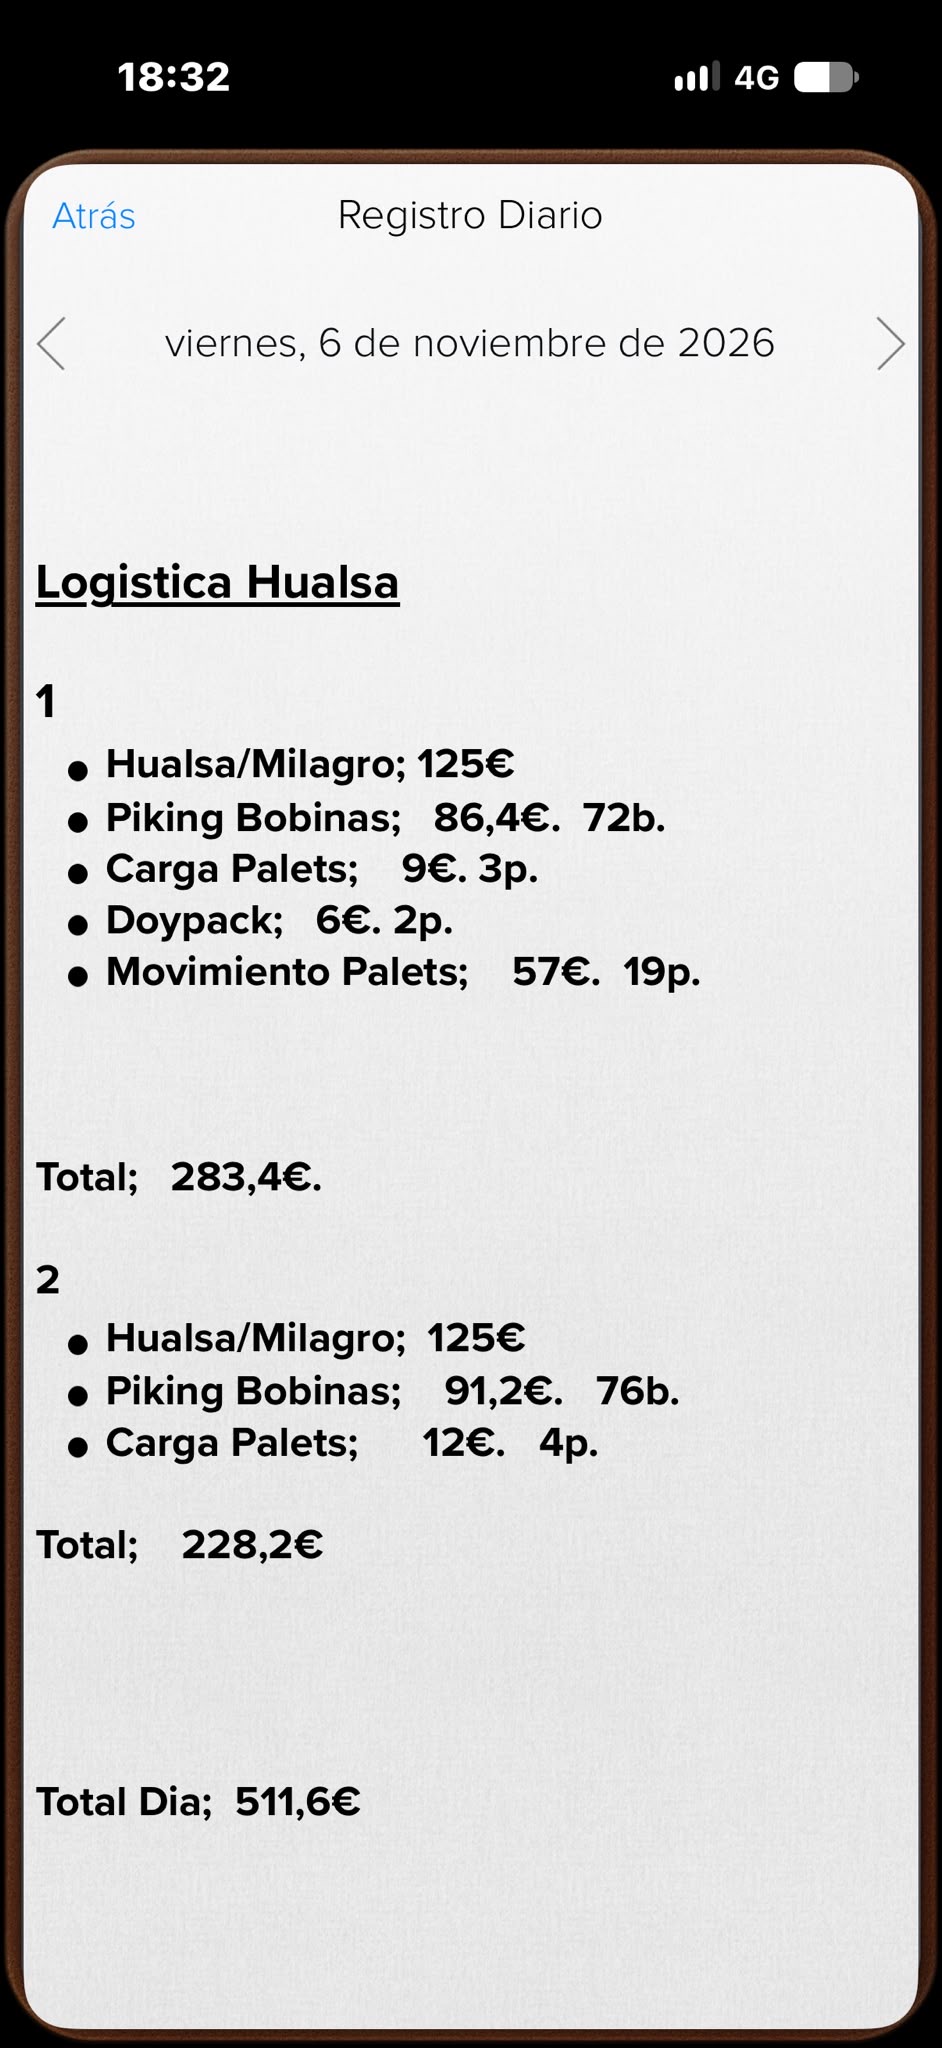 18:32 4G
Atrás Registro Diario
viernes, 6 de noviembre de 2026
Logistica Hualsa
1
• Hualsa/Milagro; 125€
• Piking Bobinas; 86,4€. 72b.
• Carga Palets; 9€. 3p.
• Doypack; 6€. 2p.
• Movimiento Palets; 57€. 19p.
Total; 283,4€.
2
• Hualsa/Milagro; 125€
• Piking Bobinas; 91,2€. 76b.
• Carga Palets; 12€. 4p.
Total; 228,2€
Total Dia; 511,6€